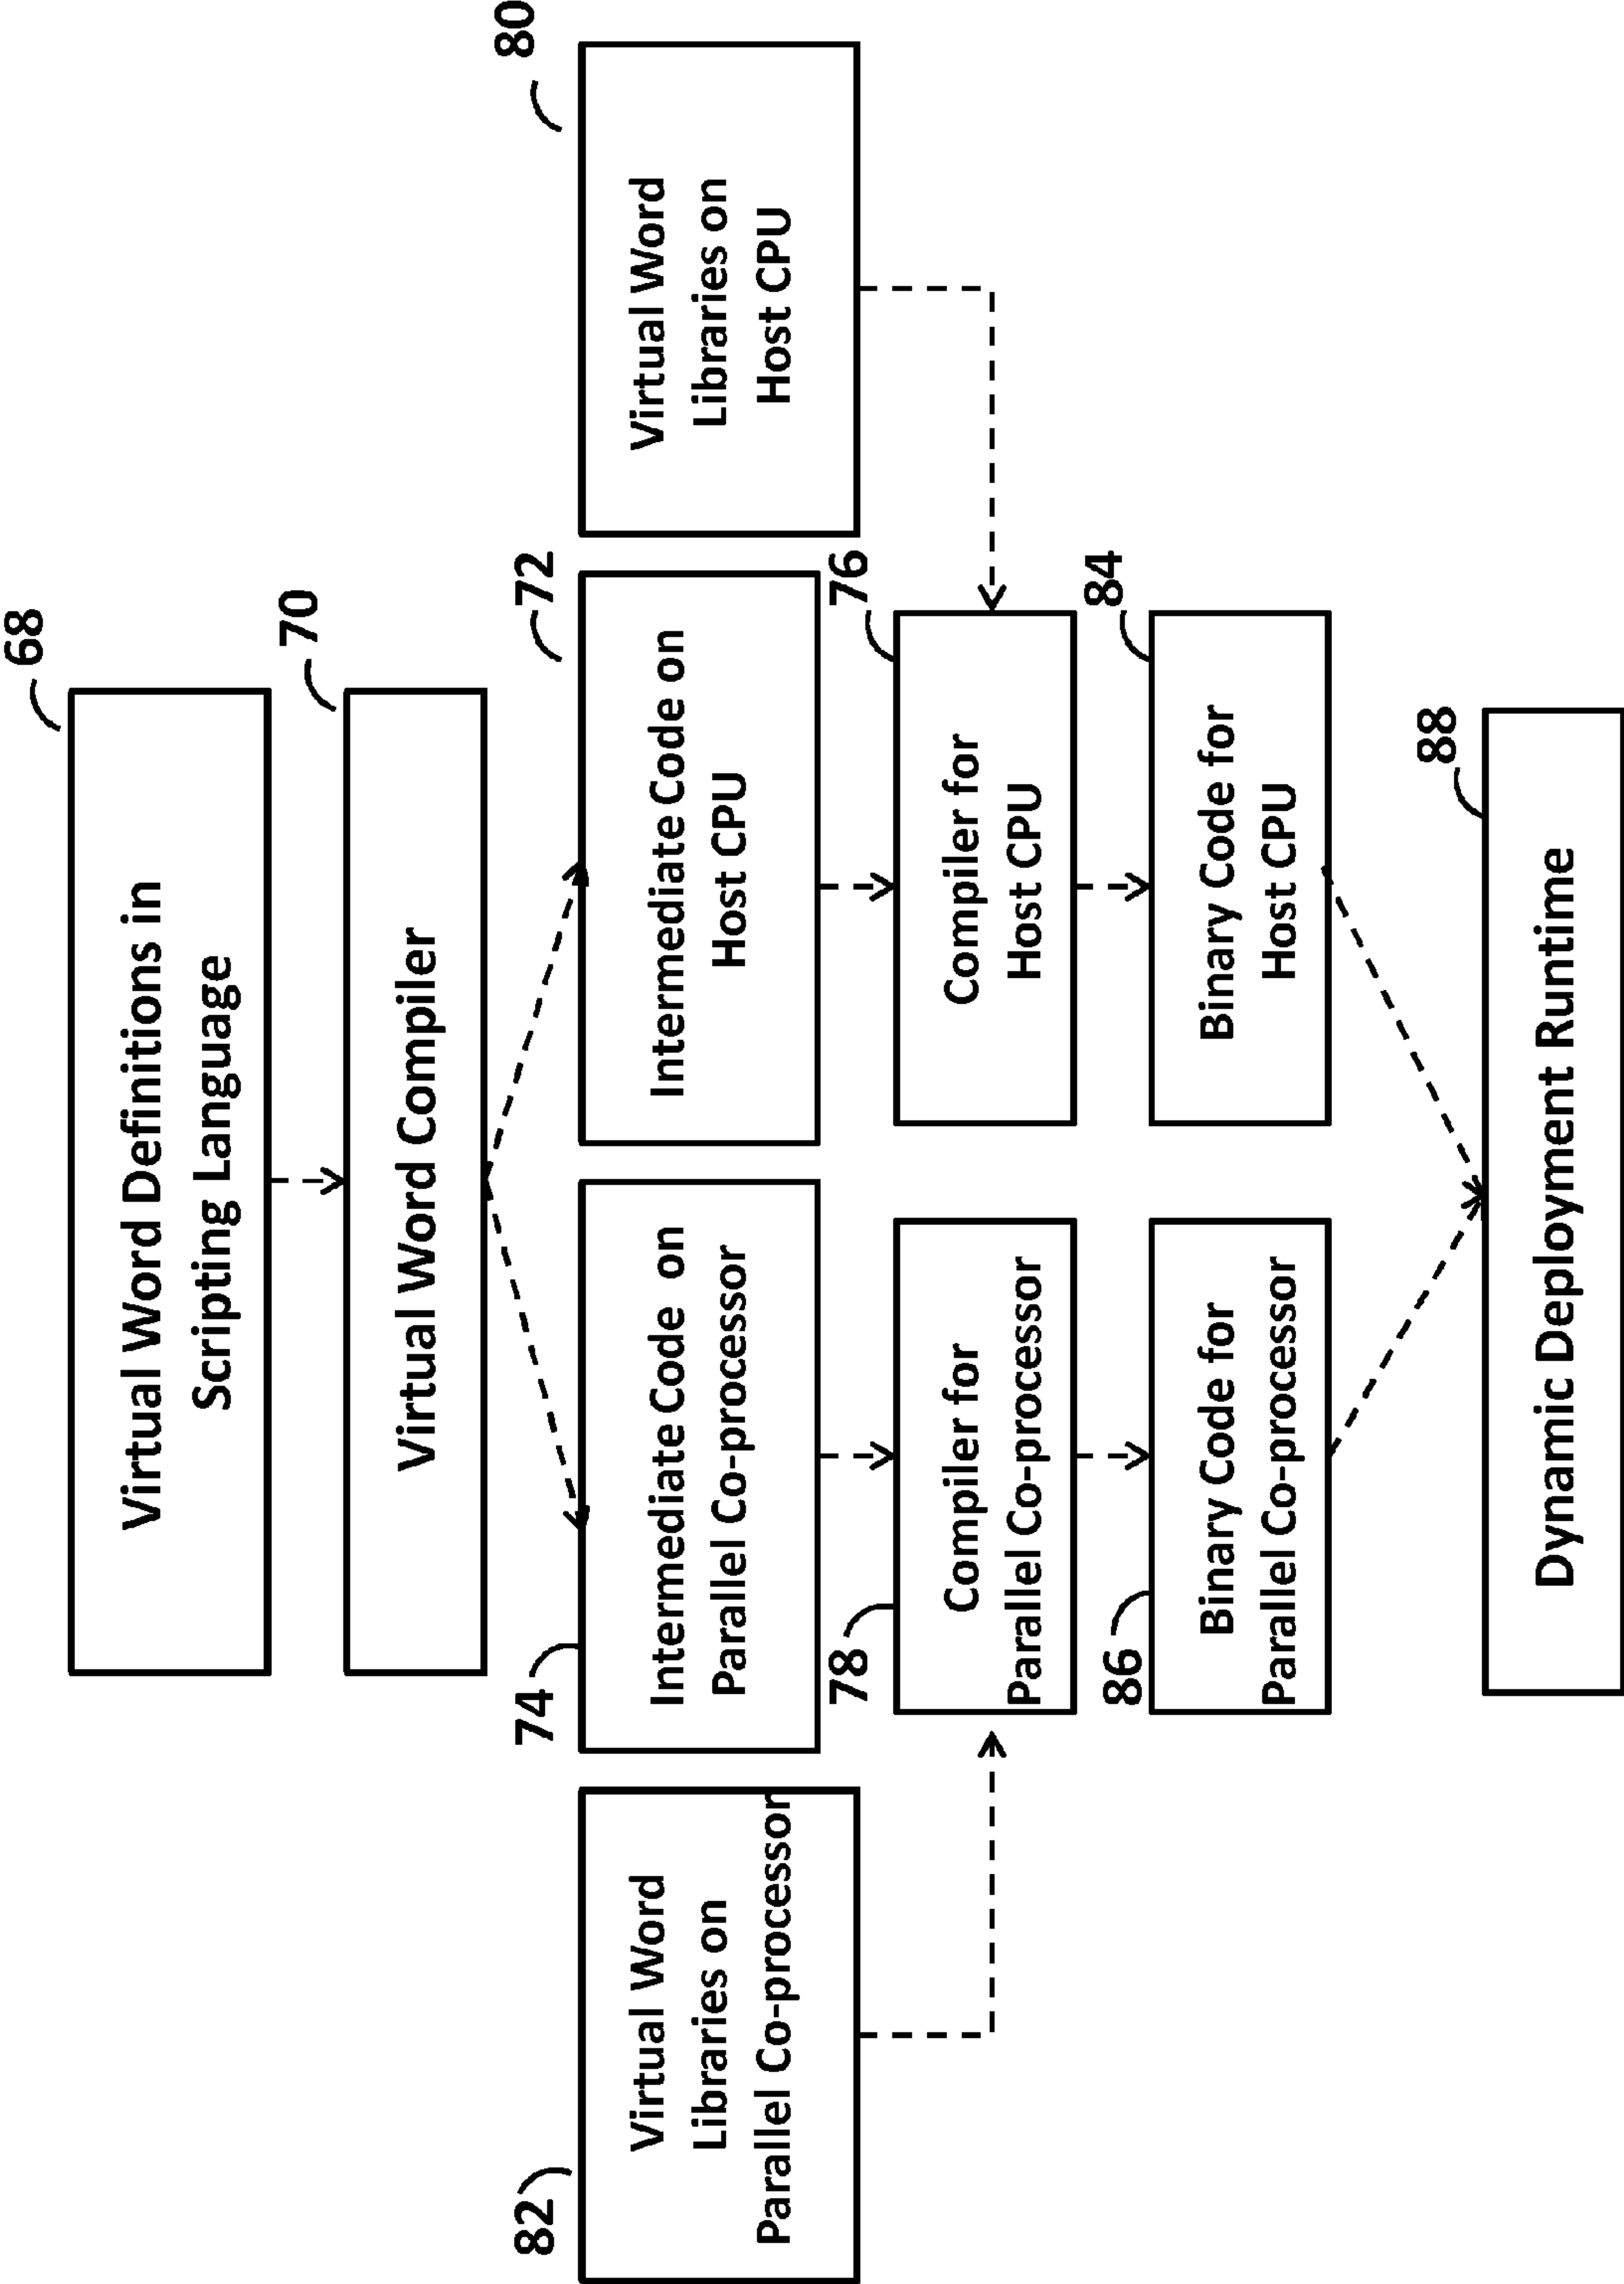 68
Virtual Word Definitions in
Scripting Language
70
Virtual Word Compiler
82
Virtual Word
Libraries on
Parallel Co-processor
74
Intermediate Code on
Parallel Co-processor
72
Intermediate Code on
Host CPU
80
Virtual Word
Libraries on
Host CPU
78
Compiler for
Parallel Co-processor
76
Compiler for
Host CPU
86
Binary Code for
Parallel Co-processor
84
Binary Code for
Host CPU
88
Dynamic Deployment Runtime